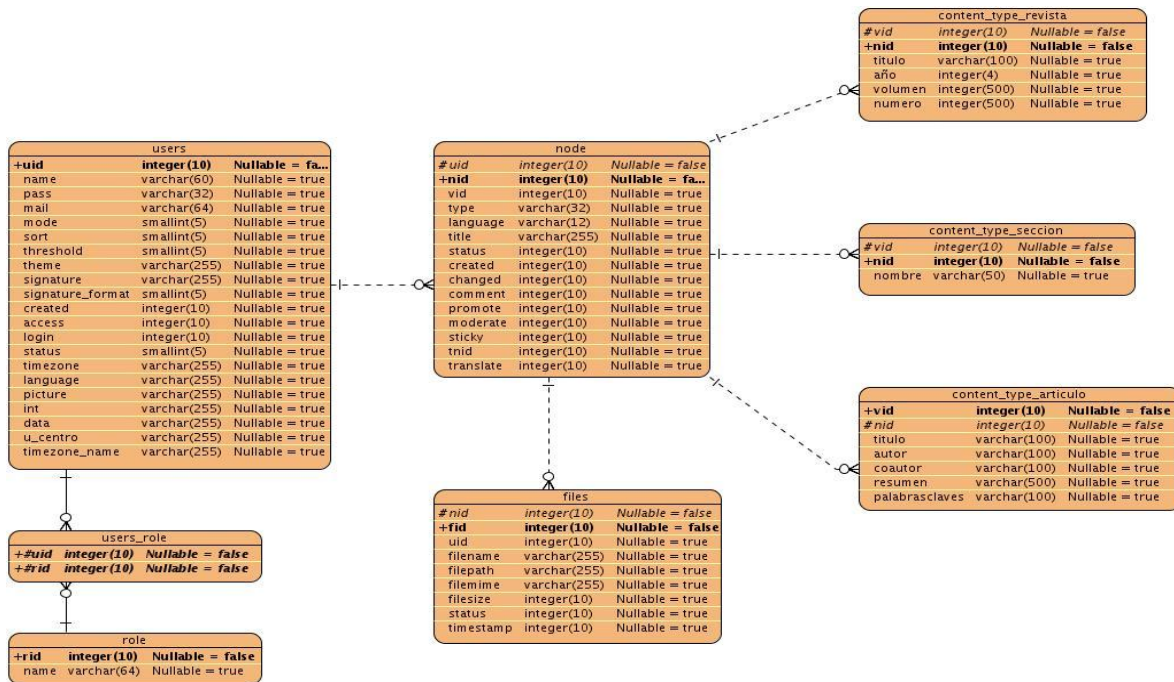 content_type_revista
#vid integer(10) Nullable = false
+nid integer(10) Nullable = false
titulo varchar(100) Nullable = true
año integer(4) Nullable = true
volumen integer(500) Nullable = true
numero integer(500) Nullable = true
users
+uid integer(10) Nullable = fa...
name varchar(60) Nullable = true
pass varchar(32) Nullable = true
mail varchar(64) Nullable = true
mode smallint(5) Nullable = true
sort smallint(5) Nullable = true
threshold smallint(5) Nullable = true
theme varchar(255) Nullable = true
signature varchar(255) Nullable = true
signature_format smallint(5) Nullable = true
created integer(10) Nullable = true
access integer(10) Nullable = true
login integer(10) Nullable = true
status smallint(5) Nullable = true
timezone varchar(255) Nullable = true
language varchar(255) Nullable = true
picture varchar(255) Nullable = true
int varchar(255) Nullable = true
data varchar(255) Nullable = true
u_centro varchar(255) Nullable = true
timezone_name varchar(255) Nullable = true
node
#uid integer(10) Nullable = false
+nid integer(10) Nullable = fa...
vid integer(10) Nullable = true
type varchar(32) Nullable = true
language varchar(12) Nullable = true
title varchar(255) Nullable = true
status integer(10) Nullable = true
created integer(10) Nullable = true
changed integer(10) Nullable = true
comment integer(10) Nullable = true
promote integer(10) Nullable = true
moderate integer(10) Nullable = true
sticky integer(10) Nullable = true
tnid integer(10) Nullable = true
translate integer(10) Nullable = true
content_type_seccion
#vid integer(10) Nullable = false
+nid integer(10) Nullable = false
nombre varchar(50) Nullable = true
content_type_articulo
+vid integer(10) Nullable = false
#nid integer(10) Nullable = false
titulo varchar(100) Nullable = true
autor varchar(100) Nullable = true
coautor varchar(100) Nullable = true
resumen varchar(500) Nullable = true
palabrasclaves varchar(100) Nullable = true
files
#nid integer(10) Nullable = false
+fid integer(10) Nullable = false
uid integer(10) Nullable = true
filename varchar(255) Nullable = true
filepath varchar(255) Nullable = true
filemime varchar(255) Nullable = true
filesize integer(10) Nullable = true
status integer(10) Nullable = true
timestamp integer(10) Nullable = true
users_role
+#uid integer(10) Nullable = false
+#rid integer(10) Nullable = false
role
+rid integer(10) Nullable = false
name varchar(64) Nullable = true